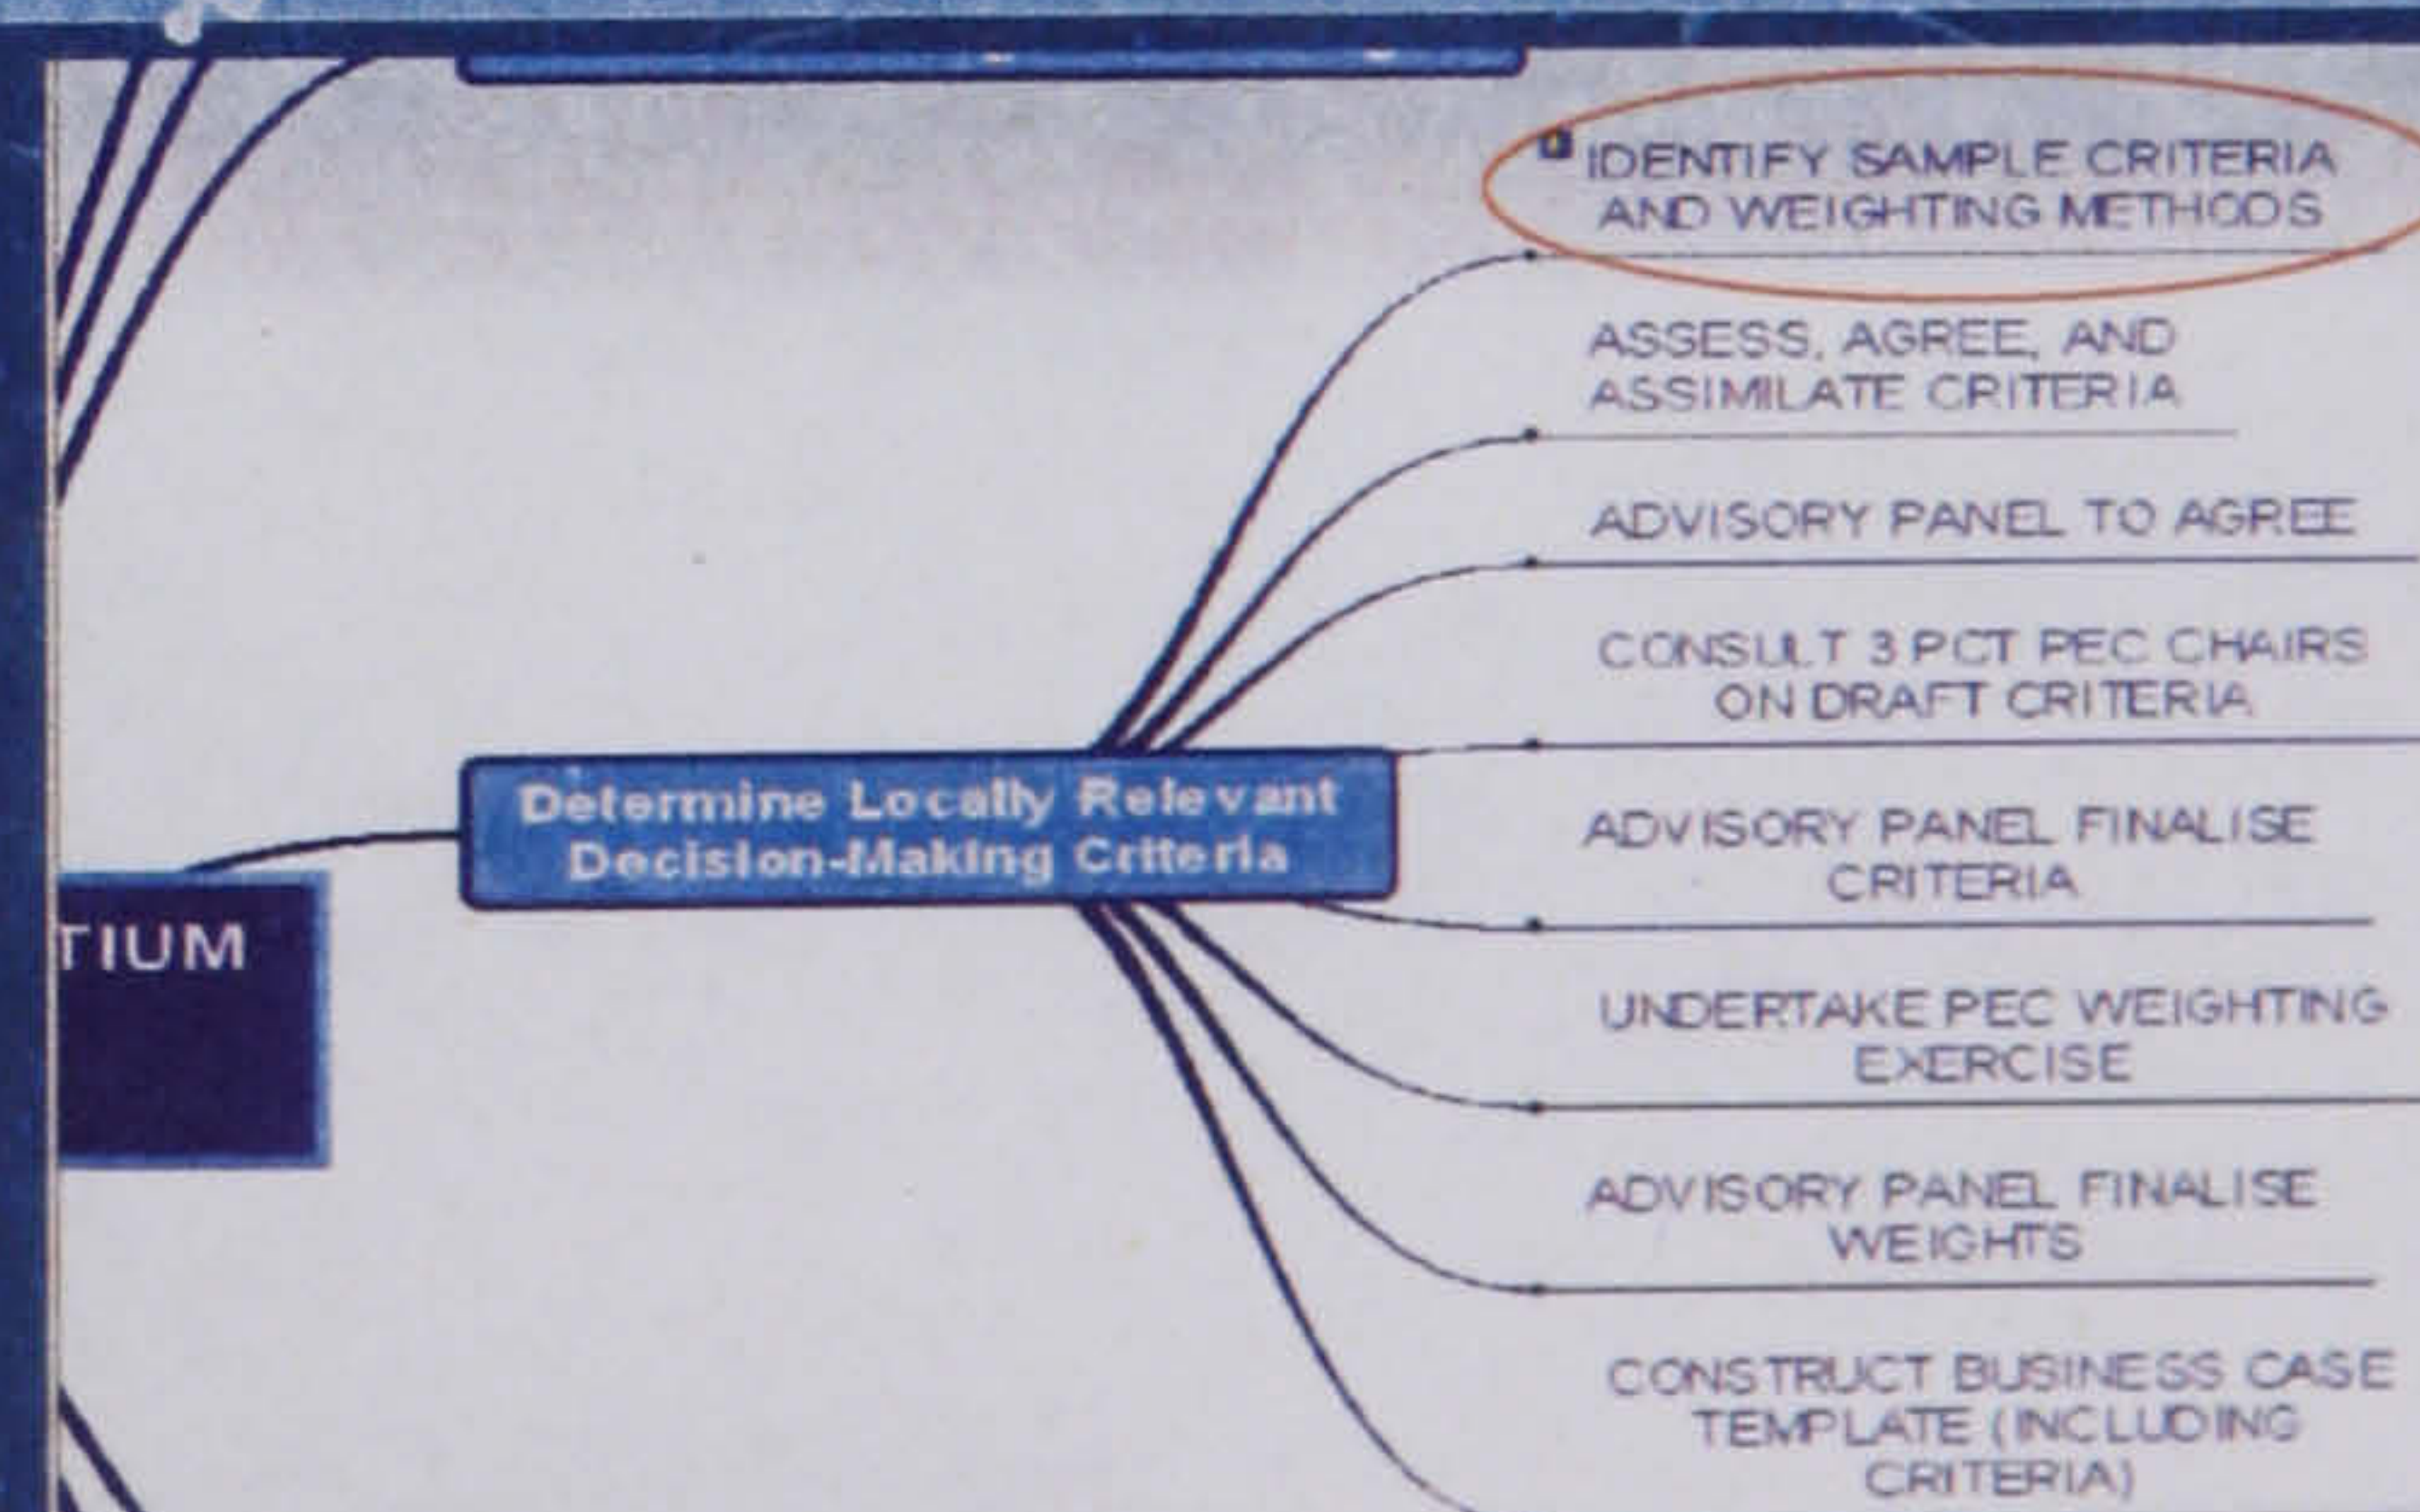 IDENTIFY SAMPLE CRITERIA
AND WEIGHTING METHODS
ASSESS, AGREE, AND
ASSIMILATE CRITERIA
ADVISORY PANEL TO AGREE
CONSULT 3 PCT PEC CHAIRS
ON DRAFT CRITERIA
Determine Locally Relevant
Decision-Making Criteria
ADVISORY PANEL FINALISE
CRITERIA
TIUM
UNDERTAKE PEC WEIGHTING
EXERCISE
ADVISORY PANEL FINALISE
WEIGHTS
CONSTRUCT BUSINESS CASE
TEMPLATE (INCLUDING
CRITERIA)